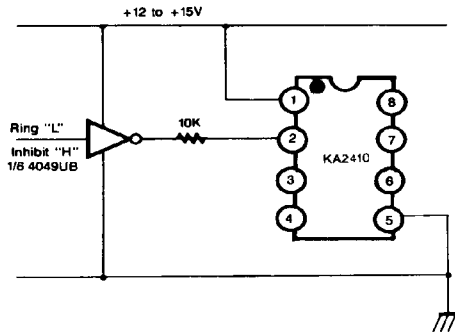 +12 to +15V
10K
Ring "L"
Inhibit "H"
1/6 4049UB
KA2410
1
2
3
4
8
7
6
5